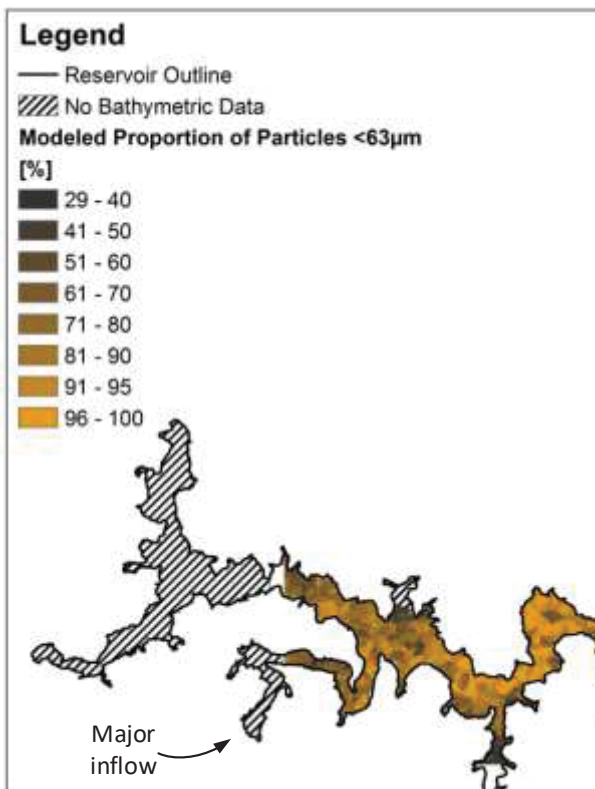 Legend
Reservoir Outline
No Bathymetric Data
Modeled Proportion of Particles <63µm
[%]
29 - 40
41 - 50
51 - 60
61 - 70
71 - 80
81 - 90
91 - 95
96 - 100
Major
inflow